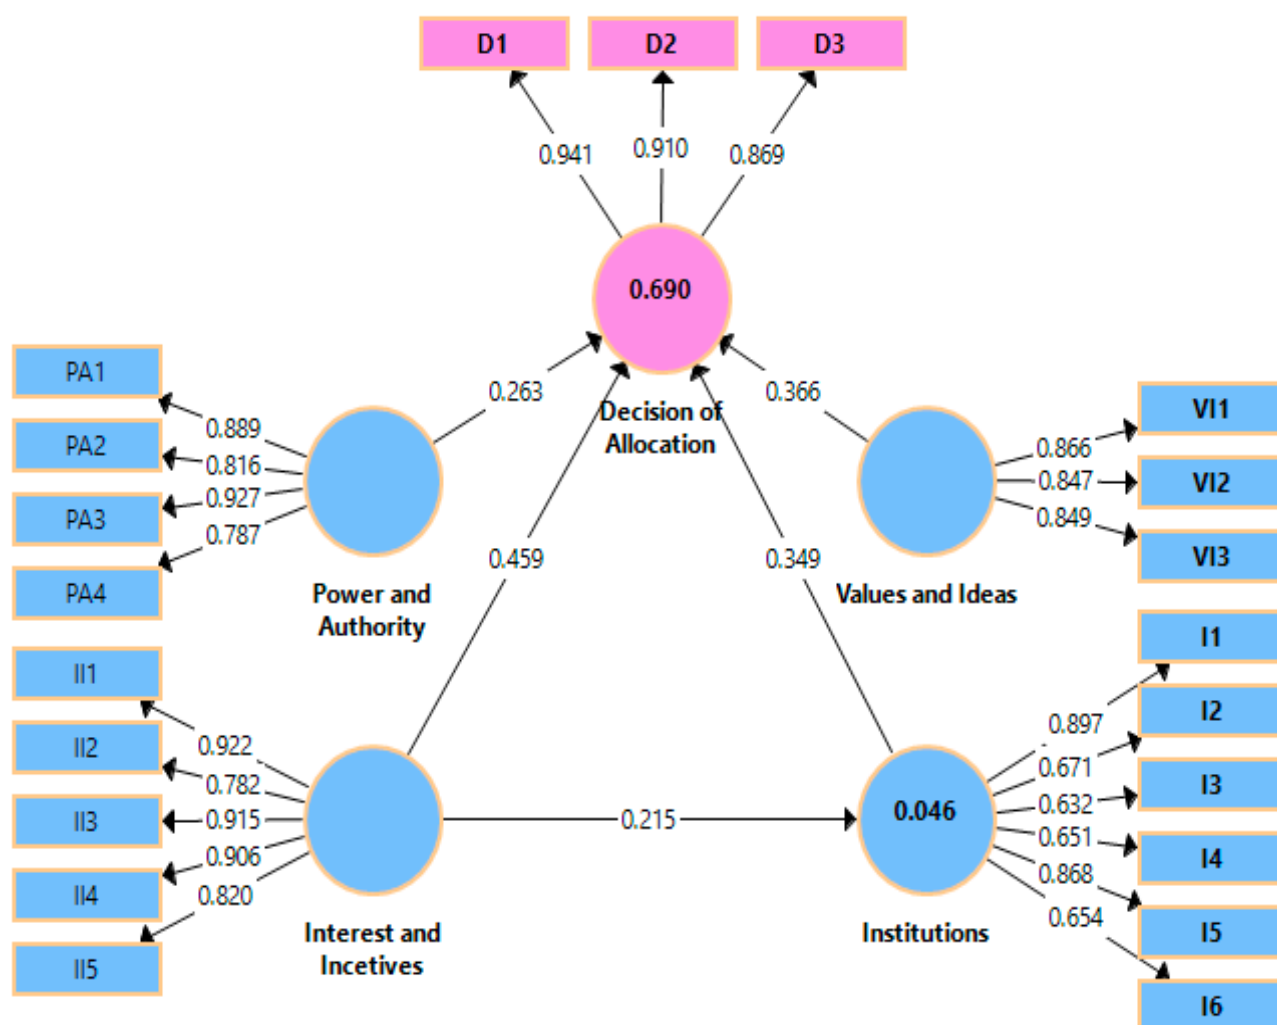 D1
D2
D3
0.941
0.910
0.869
0.690
PA1
PA2
PA3
PA4
0.889
0.816
0.927
0.787
0.263
0.366
Decision of
Allocation
VI1
VI2
VI3
0.866
0.847
0.849
0.459
0.349
Power and
Authority
Values and Ideas
II1
II2
II3
II4
II5
0.922
0.782
0.915
0.906
0.820
0.215
0.046
I1
I2
I3
I4
I5
I6
0.897
0.671
0.632
0.651
0.868
0.654
Interest and
Incetives
Institutions